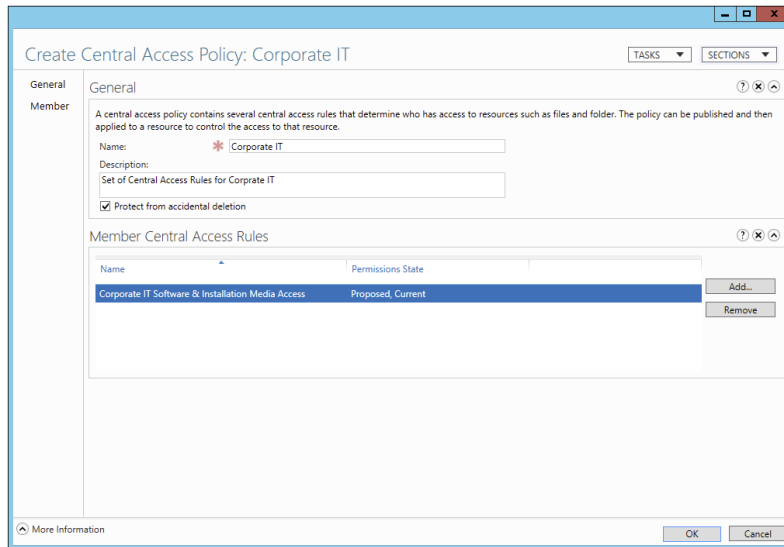 Create Central Access Policy: Corporate IT
TASKS
SECTIONS
General
Member
General
A central access policy contains several central access rules that determine who has access to resources such as files and folder. The policy can be published and then
applied to a resource to control the access to that resource.
Name:
Corporate IT
Description:
Set of Central Access Rules for Corprate IT
Protect from accidental deletion
Member Central Access Rules
Name
Permissions State
Corporate IT Software & Installation Media Access
Proposed, Current
Add...
Remove
More Information
OK
Cancel